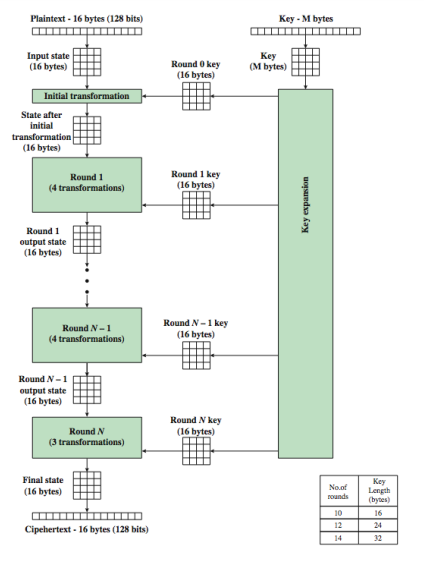 Plaintext - 16 bytes (128 bits)
Key - M bytes
Input state
(16 bytes)
Key
(M bytes)
Round 0 key
(16 bytes)
Initial transformation
State after
initial
transformation
(16 bytes)
Round 1
(4 transformations)
Round 1 key
(16 bytes)
Key expansion
Round 1
output state
(16 bytes)
Round N – 1
(4 transformations)
Round N – 1 key
(16 bytes)
Round N – 1
output state
(16 bytes)
Round N
(3 transformations)
Round N key
(16 bytes)
Final state
(16 bytes)
Cipehertext - 16 bytes (128 bits)
No.of
rounds
Key
Length
(bytes)
10 16
12 24
14 32